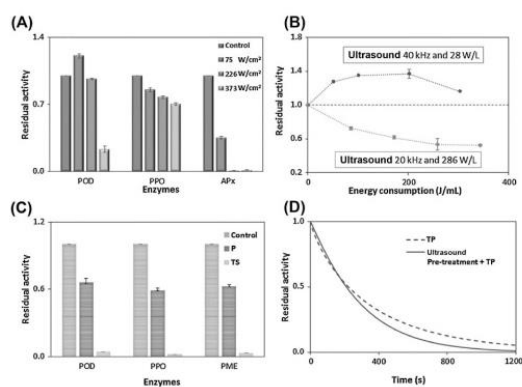 (A)
Residual activity
1.4
0.7
0.0
Control
75 W/cm²
226 W/cm²
373 W/cm²
POD
PPO
APx
Enzymes
(B)
Residual activity
1.8
1.4
1.0
0.6
0.2
Ultrasound 40 kHz and 28 W/L
Ultrasound 20 kHz and 286 W/L
0
200
400
Energy consumption (J/mL)
(C)
Residual activity
1.2
0.6
0.0
Control
P
TS
POD
PPO
PME
Enzymes
(D)
Residual activity
1
0.5
0
TP
Ultrasound
Pre-treatment + TP
0
400
800
1200
Time (s)